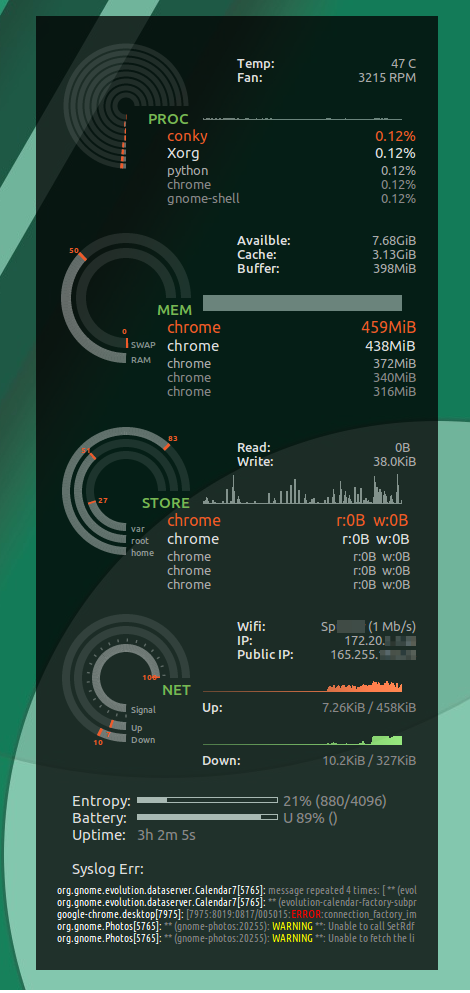 Temp: 47 C
Fan: 3215 RPM
PROC
conky 0.12%
Xorg 0.12%
python 0.12%
chrome 0.12%
gnome-shell 0.12%
50
Availble: 7.68GiB
Cache: 3.13GiB
Buffer: 398MiB
MEM
0
SWAP
RAM
chrome 459MiB
chrome 438MiB
chrome 372MiB
chrome 340MiB
chrome 316MiB
83
Read: 0B
Write: 38.0KiB
27
STORE
var
root
home
chrome r:0B w:0B
chrome r:0B w:0B
chrome r:0B w:0B
chrome r:0B w:0B
chrome r:0B w:0B
Wifi: Sp (1 Mb/s)
IP: 172.20.
Public IP: 165.255.
100
NET
Signal
Up
Down
10
Up: 7.26KiB / 458KiB
Down: 10.2KiB / 327KiB
Entropy: 21% (880/4096)
Battery: U 89% ()
Uptime: 3h 2m 5s
Syslog Err:
org.gnome.evolution.dataserver.Calendar7[5765]: message repeated 4 times: [ ** (evol
org.gnome.evolution.dataserver.Calendar7[5765]: ** (evolution-calendar-factory-subpr
google-chrome.desktop[7975]: [7975:8019:0817/005015:ERROR:connection_factory_im
org.gnome.Photos[5765]: ** (gnome-photos:20255): WARNING **: Unable to call SetRdf
org.gnome.Photos[5765]: ** (gnome-photos:20255): WARNING **: Unable to fetch the li